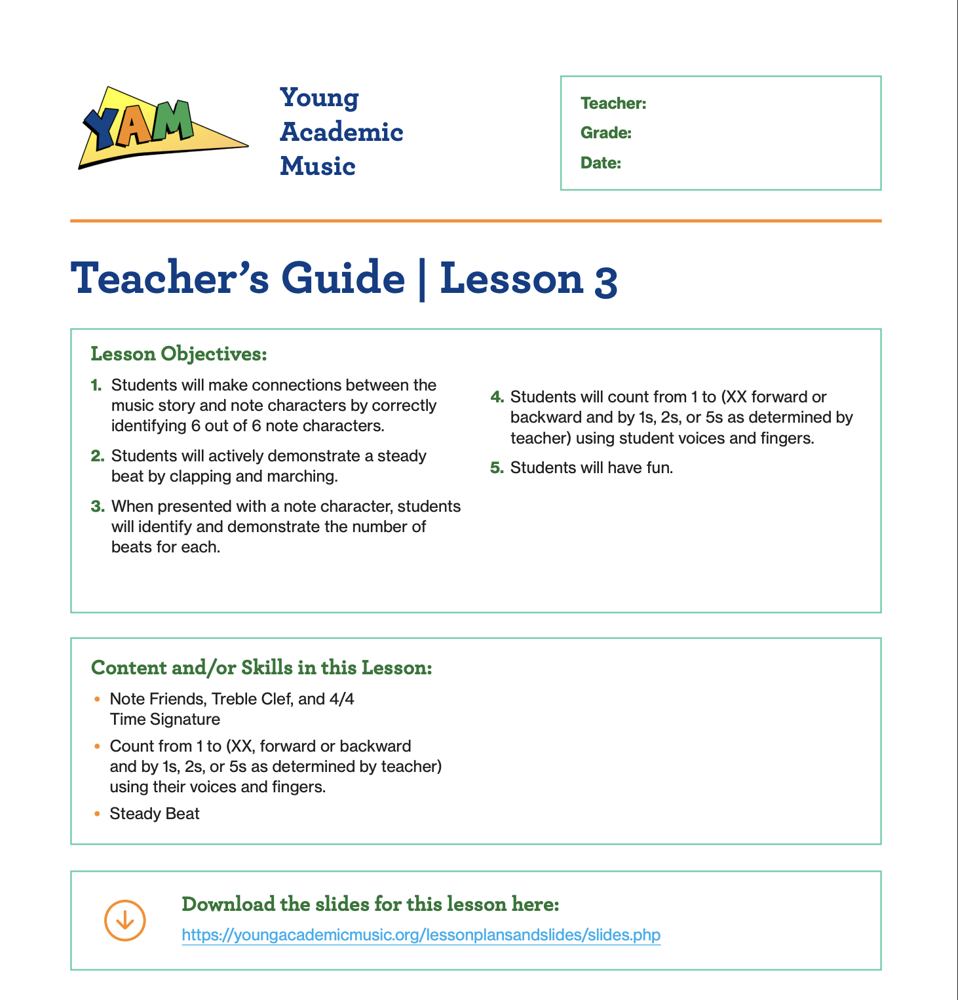 YAM
Young
Academic
Music
Teacher:
Grade:
Date:
Teacher’s Guide | Lesson 3
Lesson Objectives:
1. Students will make connections between the
music story and note characters by correctly
identifying 6 out of 6 note characters.
2. Students will actively demonstrate a steady
beat by clapping and marching.
3. When presented with a note character, students
will identify and demonstrate the number of
beats for each.
4. Students will count from 1 to (XX forward or
backward and by 1s, 2s, or 5s as determined by
teacher) using student voices and fingers.
5. Students will have fun.
Content and/or Skills in this Lesson:
• Note Friends, Treble Clef, and 4/4
Time Signature
• Count from 1 to (XX, forward or backward
and by 1s, 2s, or 5s as determined by teacher)
using their voices and fingers.
• Steady Beat
Download the slides for this lesson here:
https://youngacademicmusic.org/lessonplansandslides/slides.php